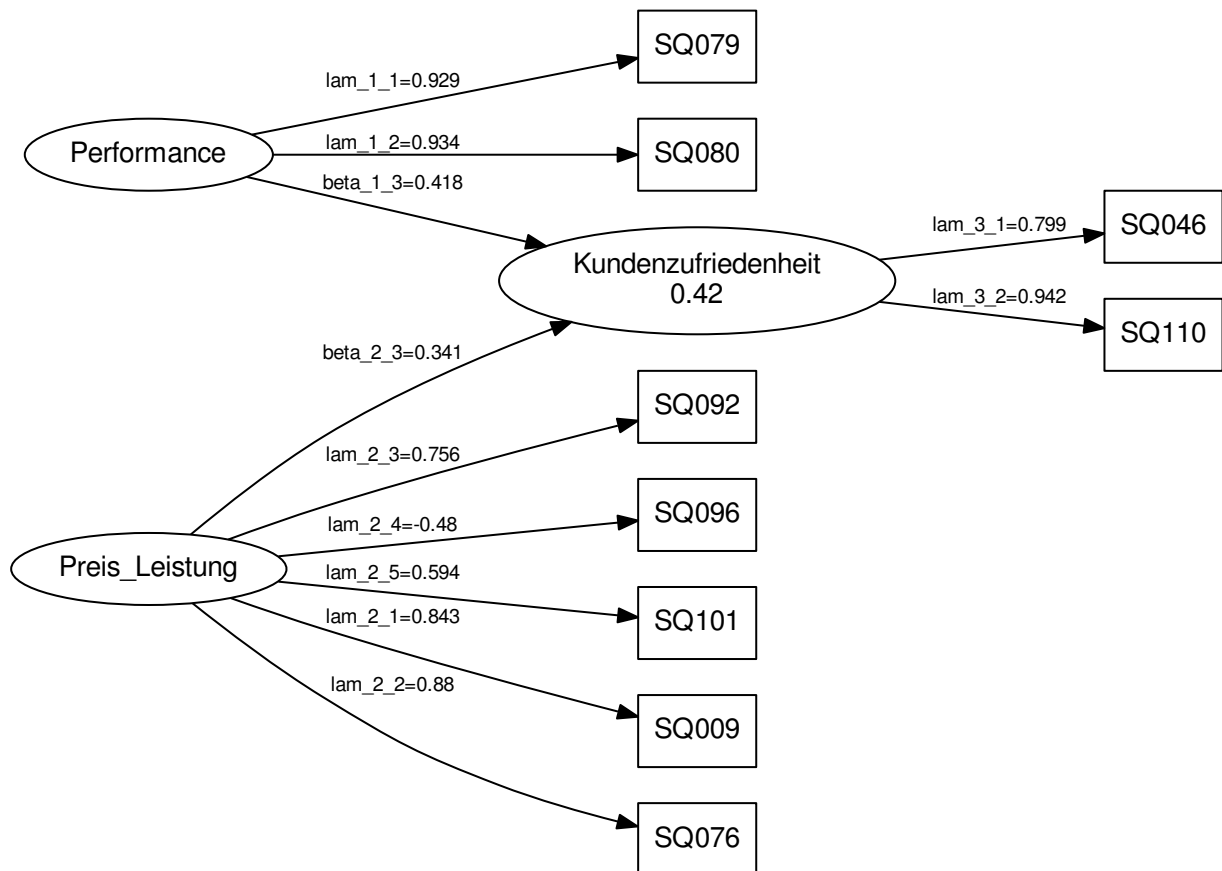 SQ079
lam_1_1=0.929
Performance
lam_1_2=0.934
SQ080
beta_1_3=0.418
Kundenzufriedenheit
0.42
lam_3_1=0.799
SQ046
lam_3_2=0.942
SQ110
beta_2_3=0.341
SQ092
lam_2_3=0.756
SQ096
lam_2_4=-0.48
Preis_Leistung
lam_2_5=0.594
SQ101
lam_2_1=0.843
lam_2_2=0.88
SQ009
SQ076